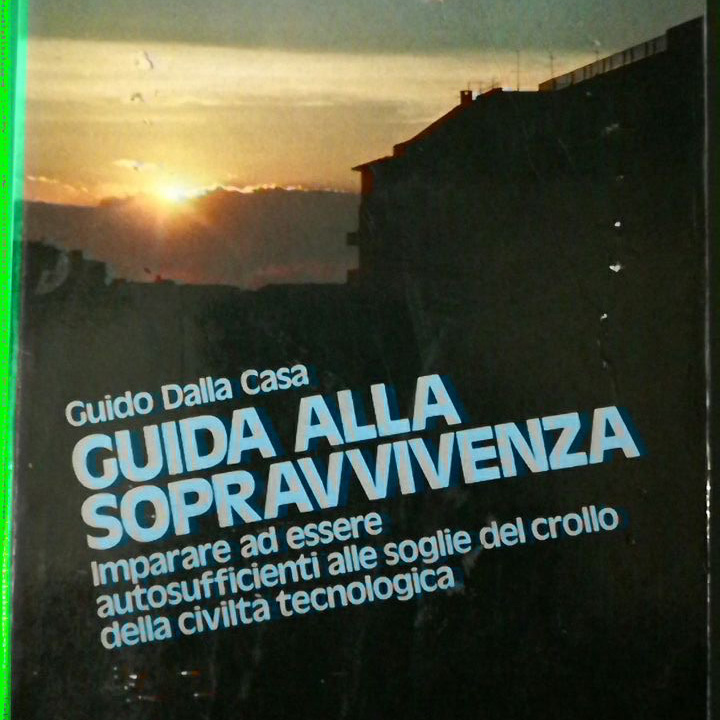 Guido Dalla Casa
GUIDA ALLA
SOPRAVVIVENZA
Imparare ad essere
autosufficienti alle soglie del crollo
della civiltà tecnologica